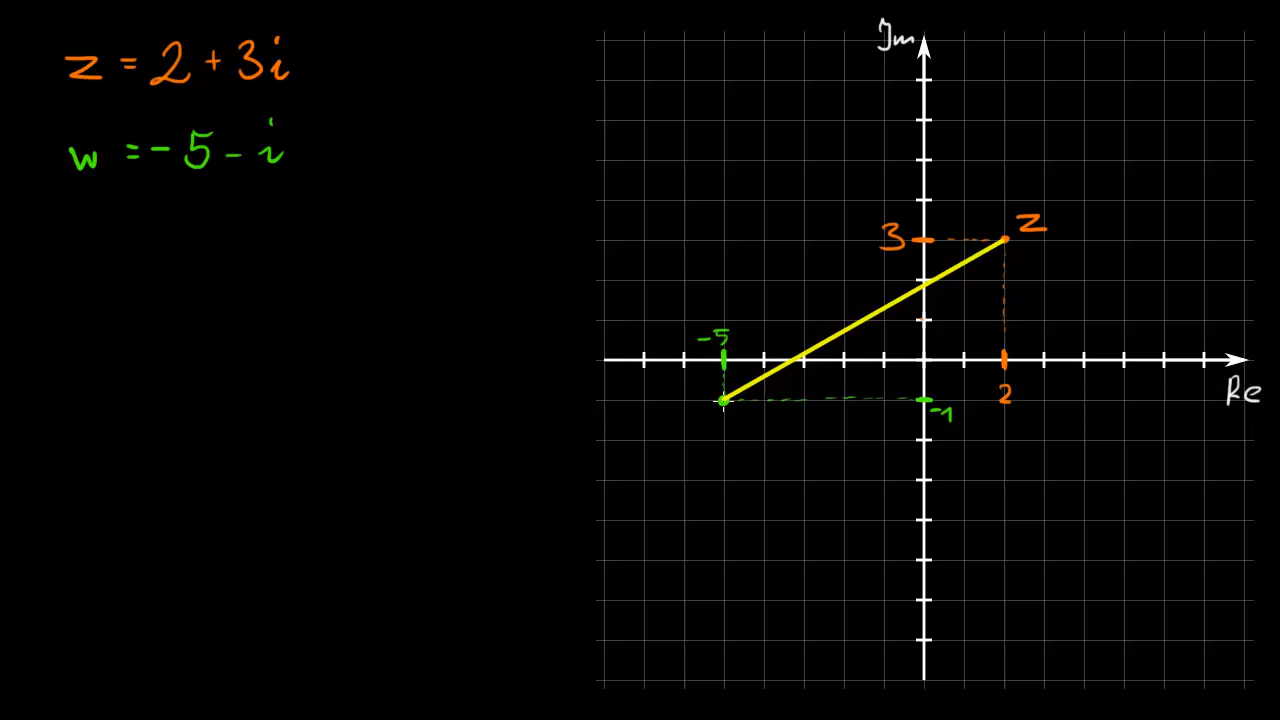 z = 2 + 3i
w = - 5 - i
Im
3
z
-5
2
Re
-1